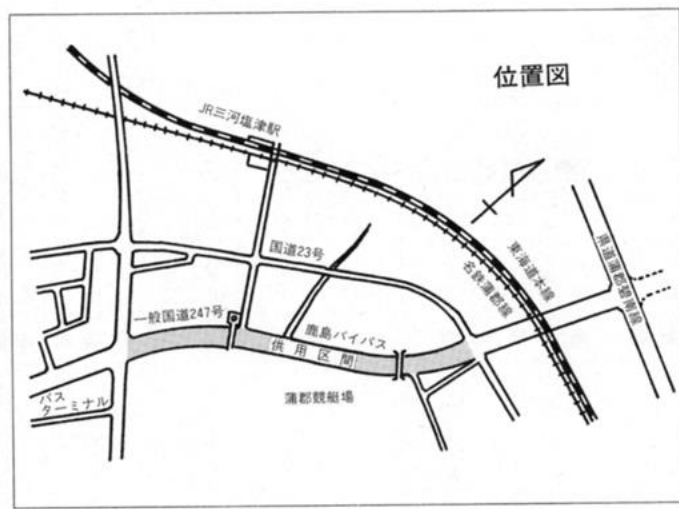 位置図
JR三河塩津駅
国道23号
東海道本線
名鉄蒲郡線
県道蒲郡碧南線
一般国道247号
鹿島バイパス
供用区間
バス
ターミナル
蒲郡競艇場